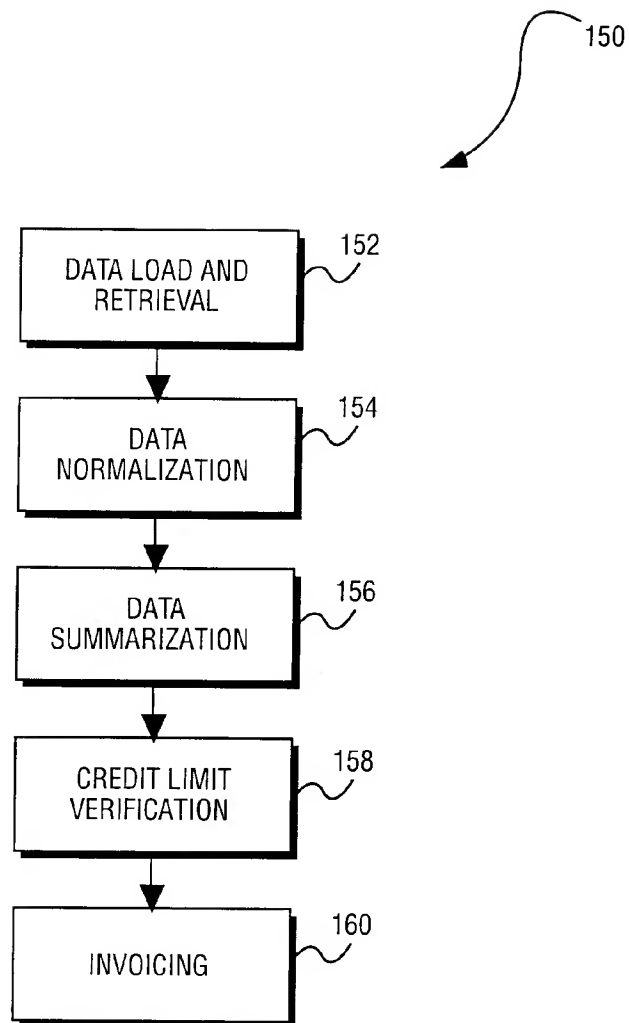 150
DATA LOAD AND
RETRIEVAL
152
DATA
NORMALIZATION
154
DATA
SUMMARIZATION
156
CREDIT LIMIT
VERIFICATION
158
INVOICING
160